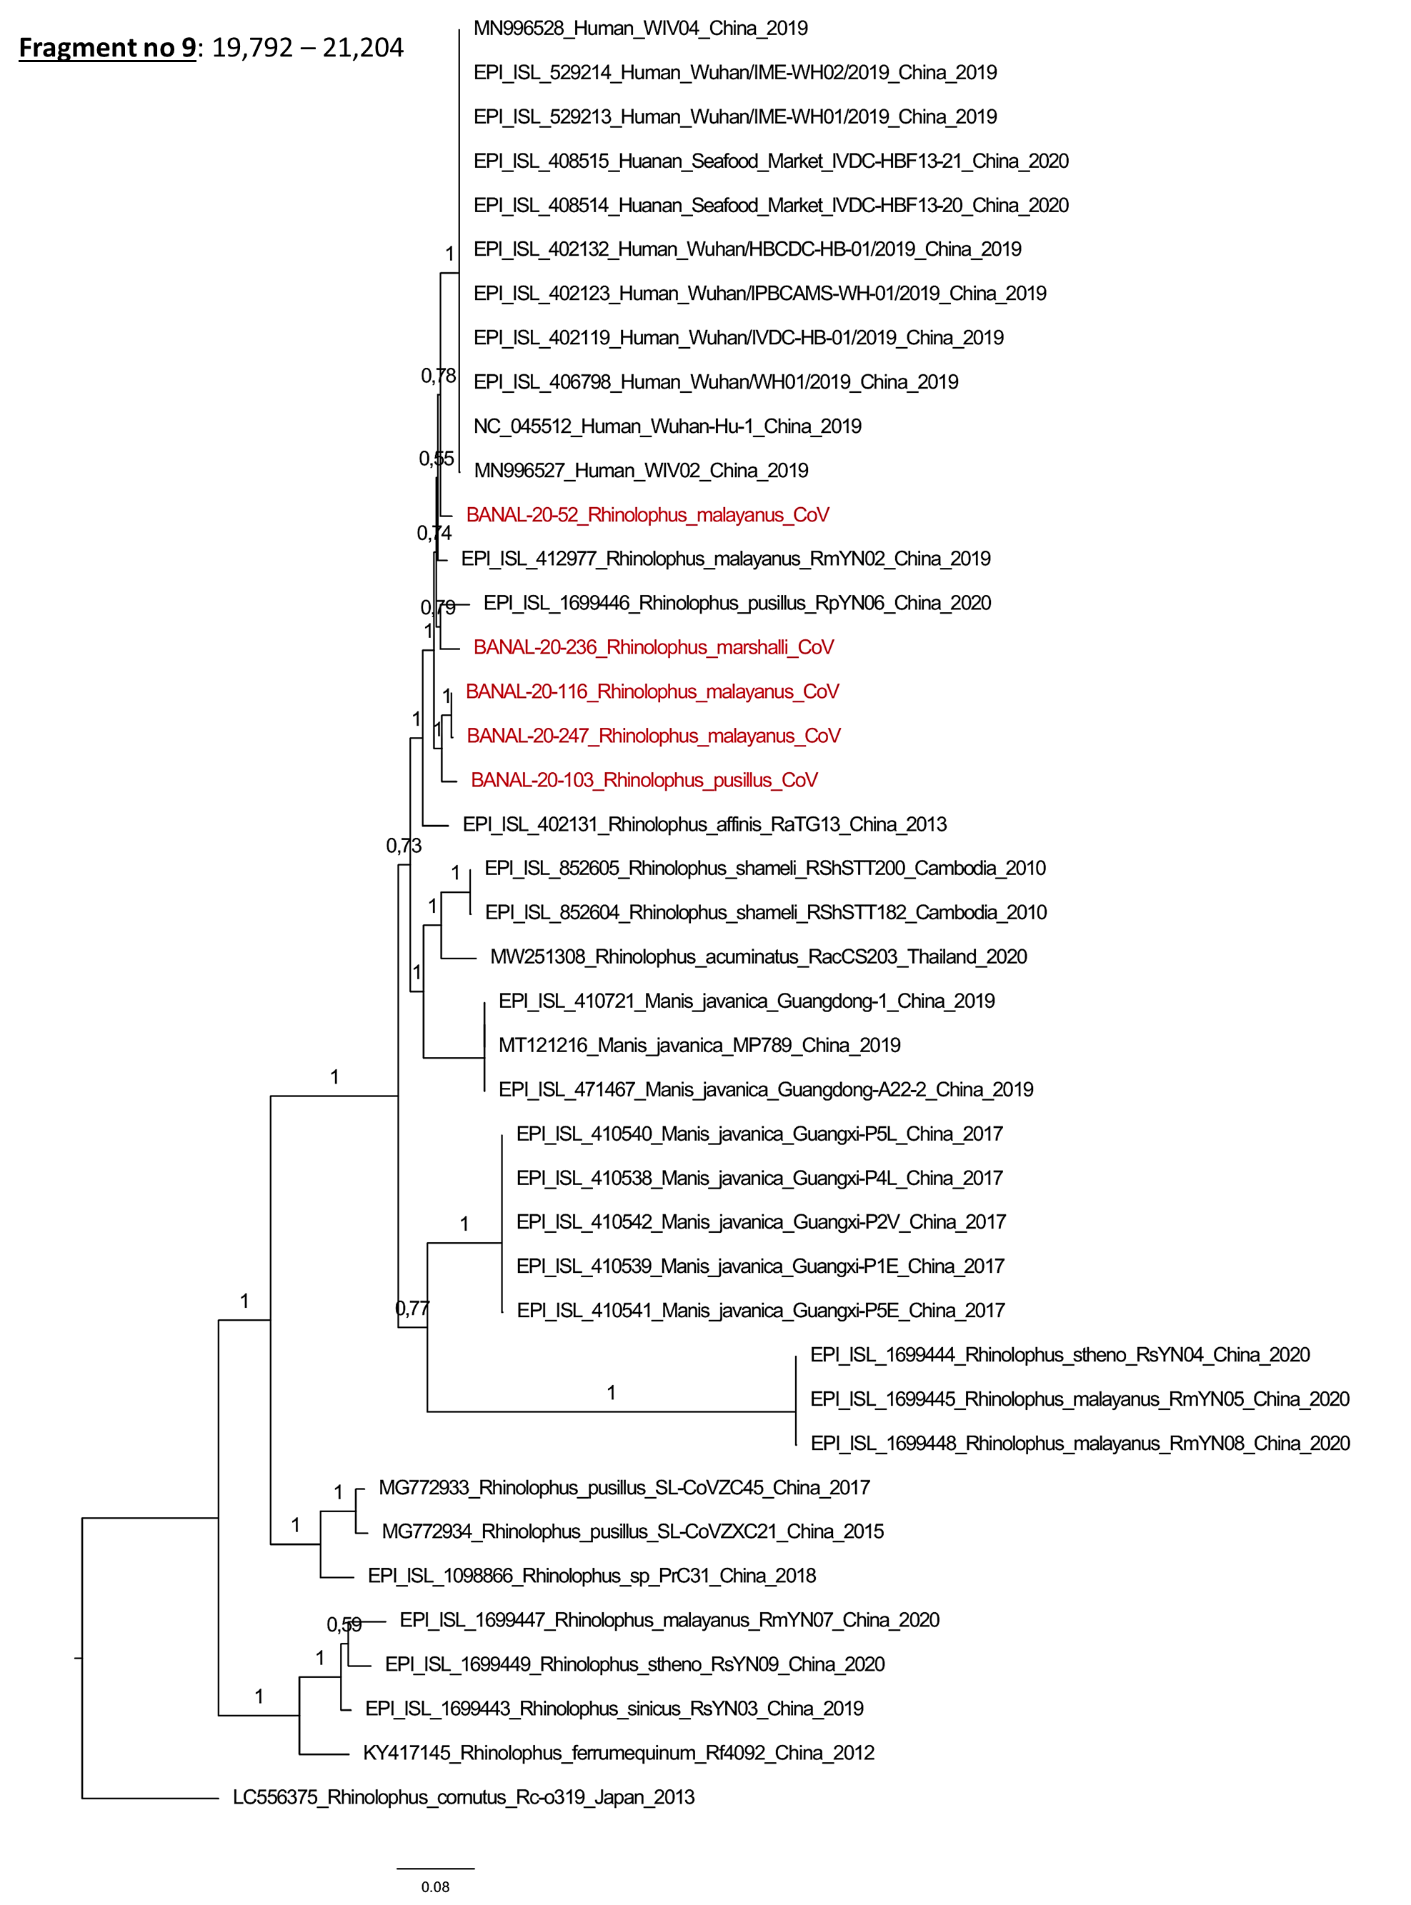 Fragment no 9: 19,792 – 21,204
MN996528_Human_WIV04_China_2019
EPI_ISL_529214_Human_Wuhan/IME-WH02/2019_China_2019
EPI_ISL_529213_Human_Wuhan/IME-WH01/2019_China_2019
EPI_ISL_408515_Huanan_Seafood_Market_IVDC-HBF13-21_China_2020
EPI_ISL_408514_Huanan_Seafood_Market_IVDC-HBF13-20_China_2020
1
EPI_ISL_402132_Human_Wuhan/HBCDC-HB-01/2019_China_2019
EPI_ISL_402123_Human_Wuhan/IPBCAMS-WH-01/2019_China_2019
EPI_ISL_402119_Human_Wuhan/IVDC-HB-01/2019_China_2019
0,78
EPI_ISL_406798_Human_Wuhan/WH01/2019_China_2019
NC_045512_Human_Wuhan-Hu-1_China_2019
0,55
MN996527_Human_WIV02_China_2019
BANAL-20-52_Rhinolophus_malayanus_CoV
0,74
EPI_ISL_412977_Rhinolophus_malayanus_RmYN02_China_2019
0,79
EPI_ISL_1699446_Rhinolophus_pusillus_RpYN06_China_2020
1
BANAL-20-236_Rhinolophus_marshalli_CoV
1
BANAL-20-116_Rhinolophus_malayanus_CoV
1
1
BANAL-20-247_Rhinolophus_malayanus_CoV
BANAL-20-103_Rhinolophus_pusillus_CoV
EPI_ISL_402131_Rhinolophus_affinis_RaTG13_China_2013
0,73
1
EPI_ISL_852605_Rhinolophus_shameli_RShSTT200_Cambodia_2010
1
EPI_ISL_852604_Rhinolophus_shameli_RShSTT182_Cambodia_2010
MW251308_Rhinolophus_acuminatus_RacCS203_Thailand_2020
1
EPI_ISL_410721_Manis_javanica_Guangdong-1_China_2019
MT121216_Manis_javanica_MP789_China_2019
1
EPI_ISL_471467_Manis_javanica_Guangdong-A22-2_China_2019
EPI_ISL_410540_Manis_javanica_Guangxi-P5L_China_2017
EPI_ISL_410538_Manis_javanica_Guangxi-P4L_China_2017
1
EPI_ISL_410542_Manis_javanica_Guangxi-P2V_China_2017
EPI_ISL_410539_Manis_javanica_Guangxi-P1E_China_2017
1
0,77
EPI_ISL_410541_Manis_javanica_Guangxi-P5E_China_2017
EPI_ISL_1699444_Rhinolophus_stheno_RsYN04_China_2020
1
EPI_ISL_1699445_Rhinolophus_malayanus_RmYN05_China_2020
EPI_ISL_1699448_Rhinolophus_malayanus_RmYN08_China_2020
1
MG772933_Rhinolophus_pusillus_SL-CoVZC45_China_2017
1
MG772934_Rhinolophus_pusillus_SL-CoVZXC21_China_2015
EPI_ISL_1098866_Rhinolophus_sp_PrC31_China_2018
0,59
EPI_ISL_1699447_Rhinolophus_malayanus_RmYN07_China_2020
1
EPI_ISL_1699449_Rhinolophus_stheno_RsYN09_China_2020
1
EPI_ISL_1699443_Rhinolophus_sinicus_RsYN03_China_2019
KY417145_Rhinolophus_ferrumequinum_Rf4092_China_2012
LC556375_Rhinolophus_cornutus_Rc-o319_Japan_2013
0.08